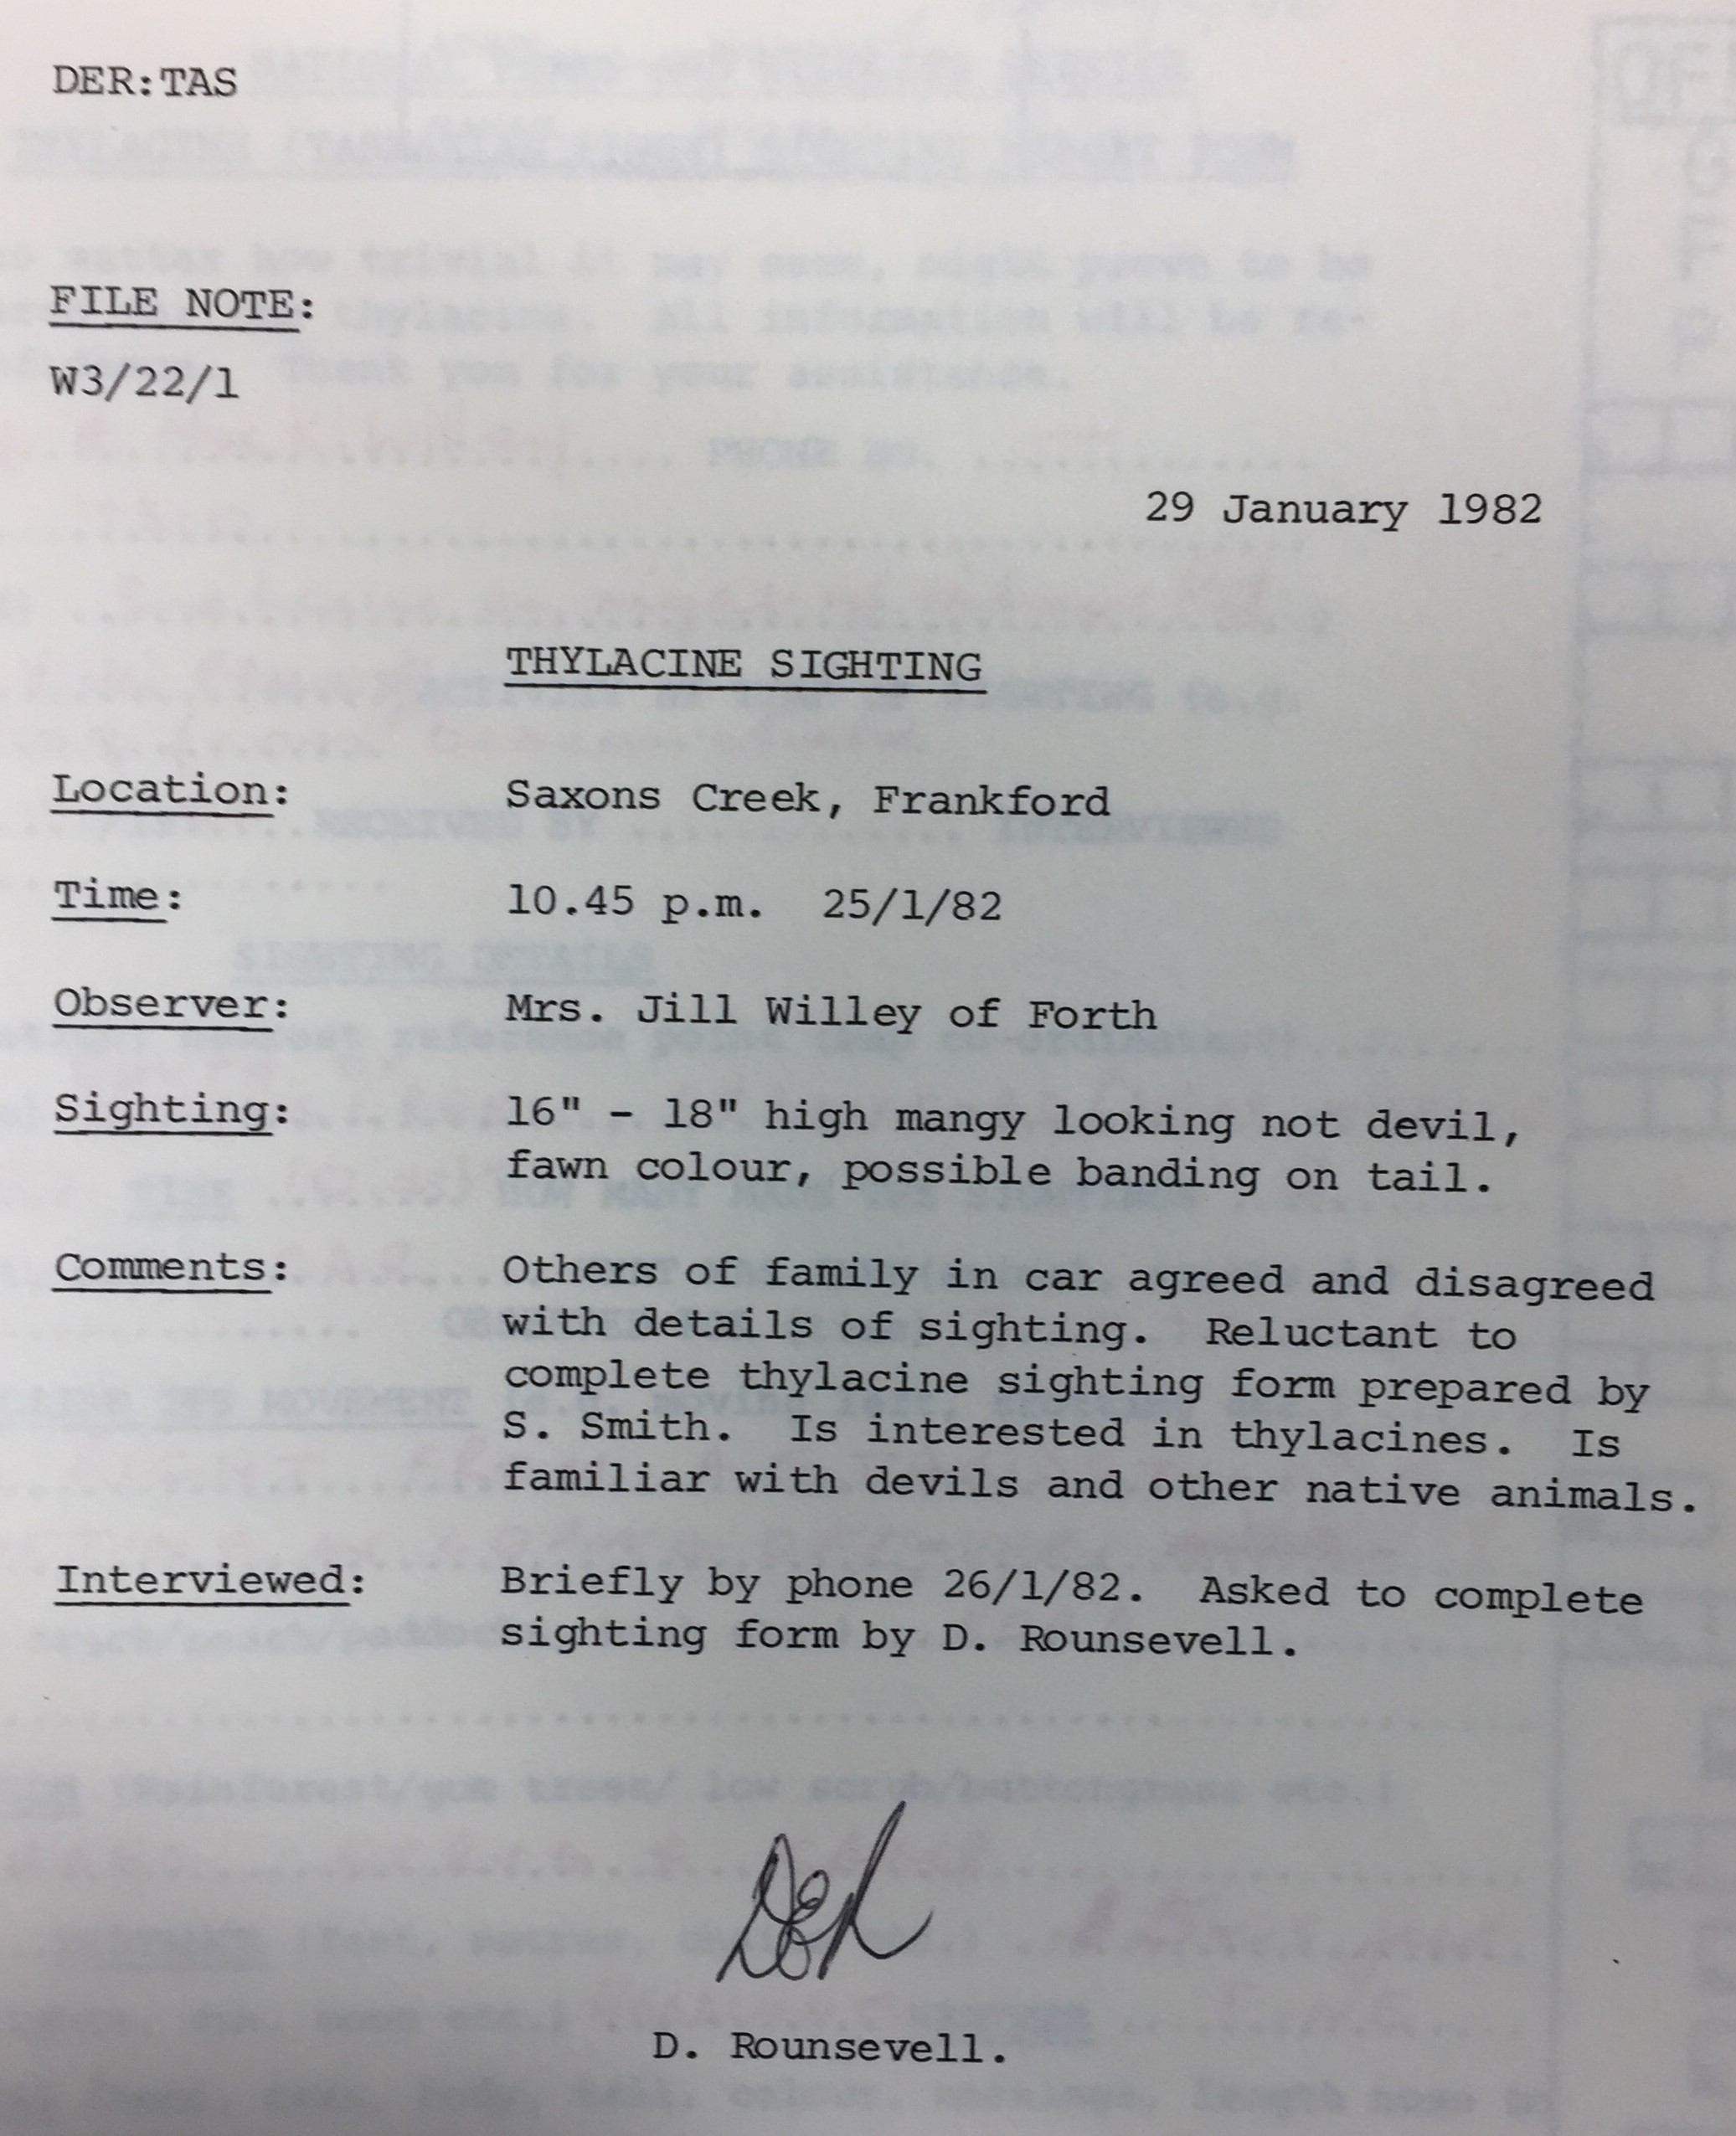 DER:TAS
FILE NOTE:
W3/22/1
29 January 1982
THYLACINE SIGHTING
Location: Saxons Creek, Frankford
Time: 10.45 p.m. 25/1/82
Observer: Mrs. Jill Willey of Forth
Sighting: 16" - 18" high mangy looking not devil,
fawn colour, possible banding on tail.
Comments: Others of family in car agreed and disagreed
with details of sighting. Reluctant to
complete thylacine sighting form prepared by
S. Smith. Is interested in thylacines. Is
familiar with devils and other native animals.
Interviewed: Briefly by phone 26/1/82. Asked to complete
sighting form by D. Rounsevell.
D. Rounsevell.